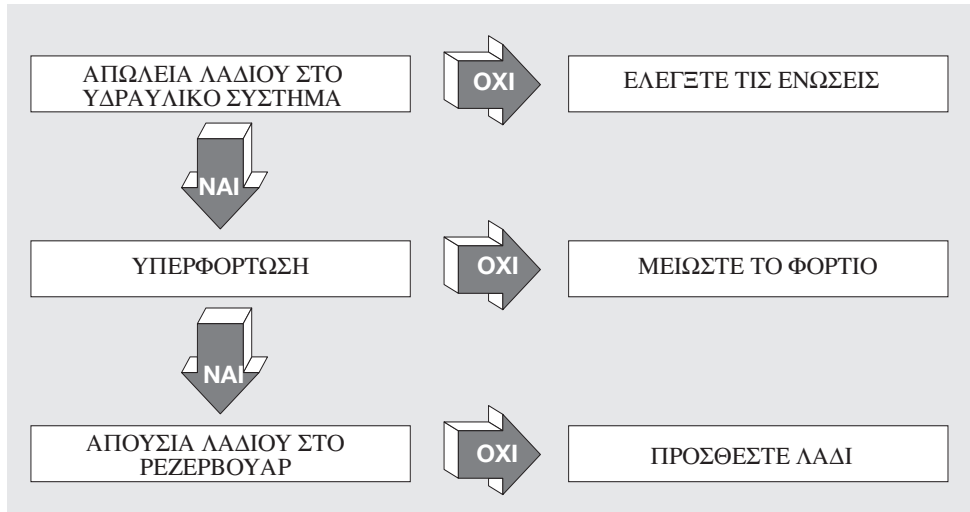 ΑΠΩΛΕΙΑ ΛΑΔΙΟΥ ΣΤΟ
ΥΔΡΑΥΛΙΚΟ ΣΥΣΤΗΜΑ
ΟΧΙ
ΕΛΕΓΞΤΕ ΤΙΣ ΕΝΩΣΕΙΣ
ΝΑΙ
ΥΠΕΡΦΟΡΤΩΣΗ
ΟΧΙ
ΜΕΙΩΣΤΕ ΤΟ ΦΟΡΤΙΟ
ΝΑΙ
ΑΠΟΥΣΙΑ ΛΑΔΙΟΥ ΣΤΟ
ΡΕΖΕΡΒΟΥΑΡ
ΟΧΙ
ΠΡΟΣΘΕΣΤΕ ΛΑΔΙ